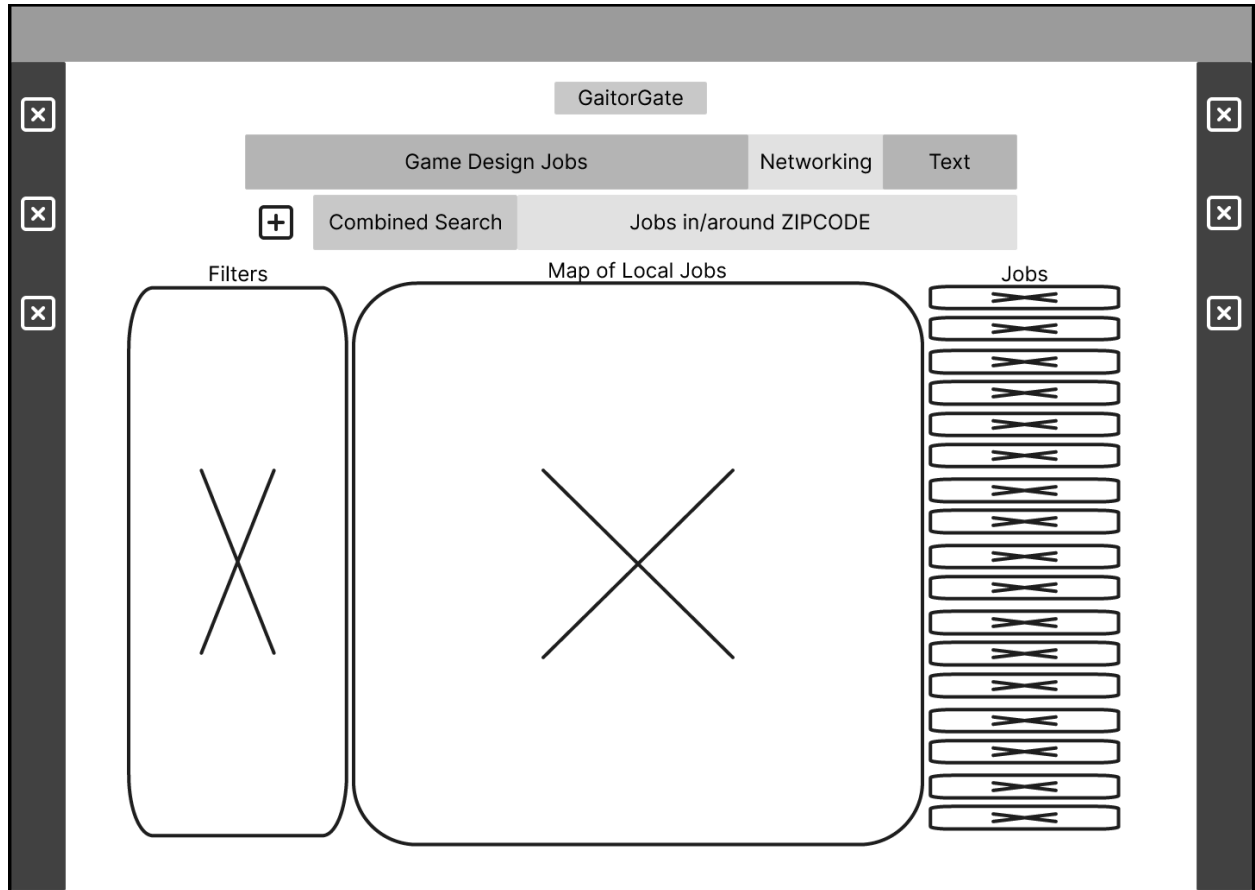 GaitorGate
Game Design Jobs Networking Text
Combined Search Jobs in/around ZIPCODE
Filters Map of Local Jobs Jobs